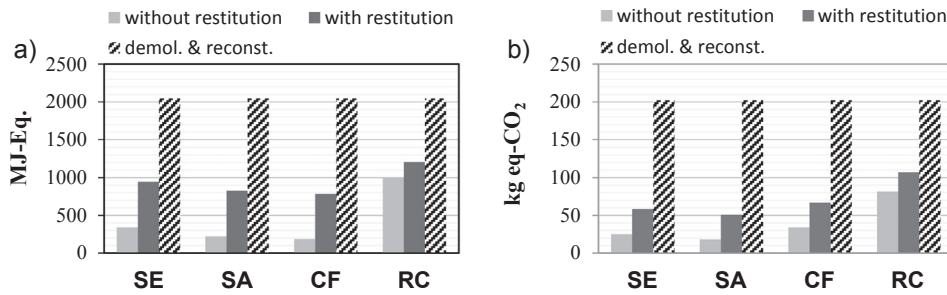 without restitution with restitution
demol. & reconst.
a)
2500
2000
1500
1000
500
0
MJ-Eq.
SE SA CF RC
without restitution with restitution
demol. & reconst.
b)
250
200
150
100
50
0
kg eq-CO₂
SE SA CF RC